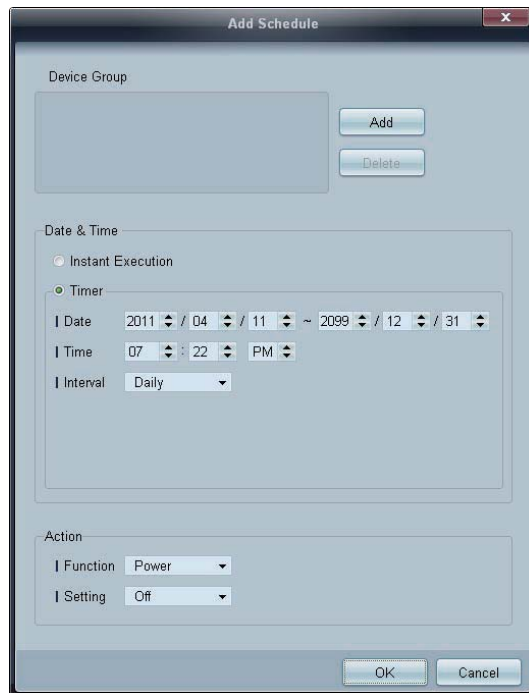 Add Schedule
x
Device Group
Add
Delete
Date & Time
Instant Execution
Timer
Date 2011 / 04 / 11 ~ 2099 / 12 / 31
Time 07 : 22 PM
Interval Daily
Action
Function Power
Setting Off
OK Cancel